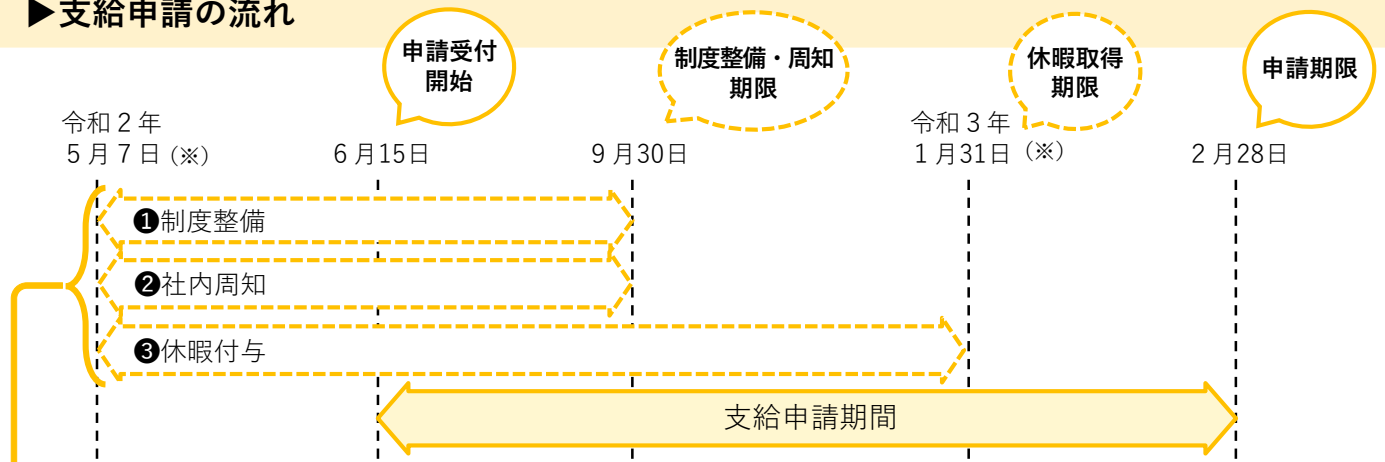 ▶支給申請の流れ
申請受付
開始
制度整備・周知
期限
休暇取得
期限
申請期限
令和2年
5月7日(※)
6月15日
9月30日
令和3年
1月31日(※)
2月28日
❶制度整備
❷社内周知
❸休暇付与
支給申請期間